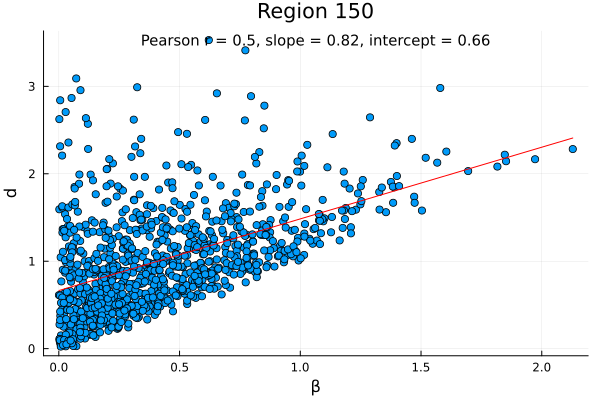 Region 150
Pearson r = 0.5, slope = 0.82, intercept = 0.66
3
2
1
0
d
0.0 0.5 1.0 1.5 2.0
β